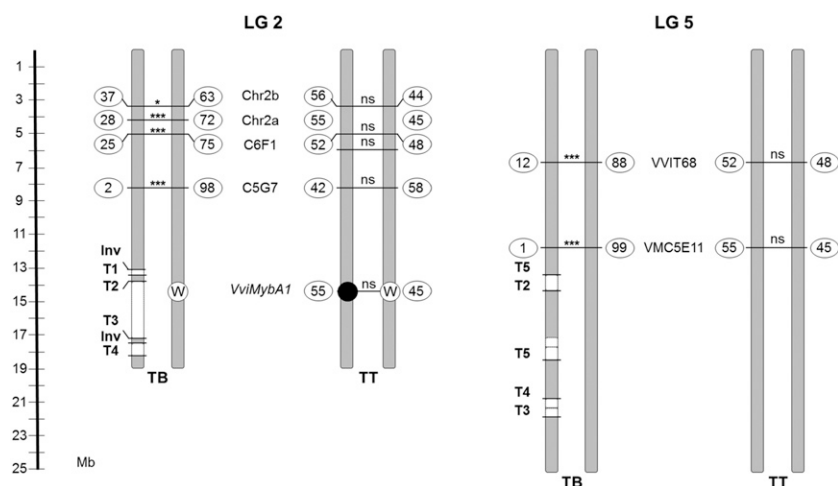 LG 2
LG 5
1
3
5
7
9
11
13
15
17
19
21
23
25
Mb
37 * 63 Chr2b 56 ns 44
28 *** 72 Chr2a 55 45
25 *** 75 C6F1 52 ns 48
ns
2 *** 98 C5G7 42 ns 58
Inv
T1
T2
W
VviMybA1 55 ns W 45
T3
Inv
T4
TB
TT
12 *** 88 VVIT68 52 ns 48
1 *** 99 VMC5E11 55 ns 45
T5
T2
T5
T4
T3
TB
TT